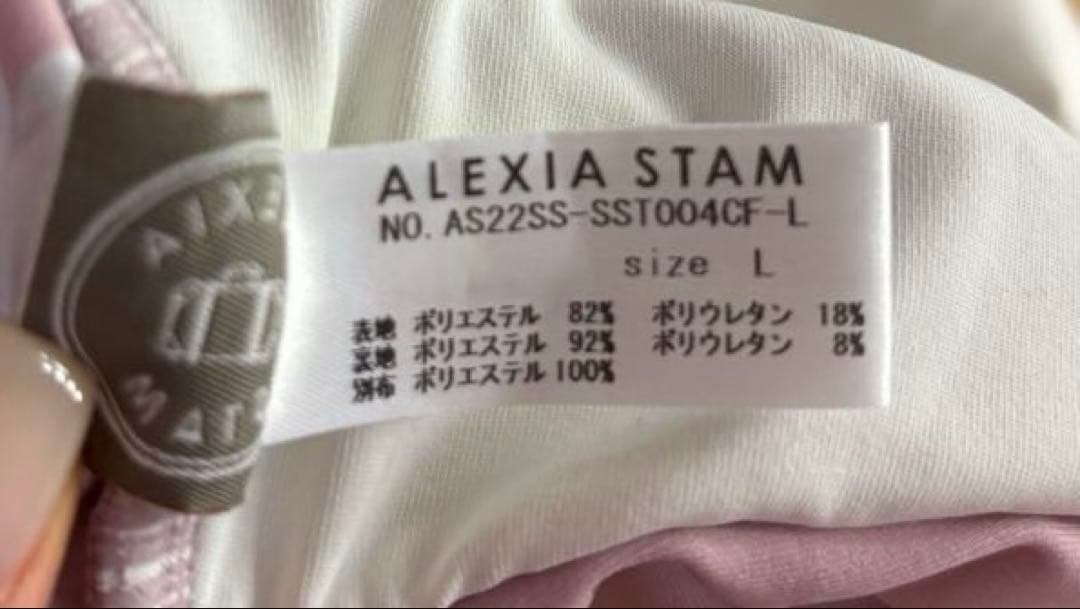 ALEXIA STAM
NO. AS22SS-SST004CF-L
size L
表地 ポリエステル 82% ポリウレタン 18%
裏地 ポリエステル 92% ポリウレタン 8%
別布 ポリエステル 100%